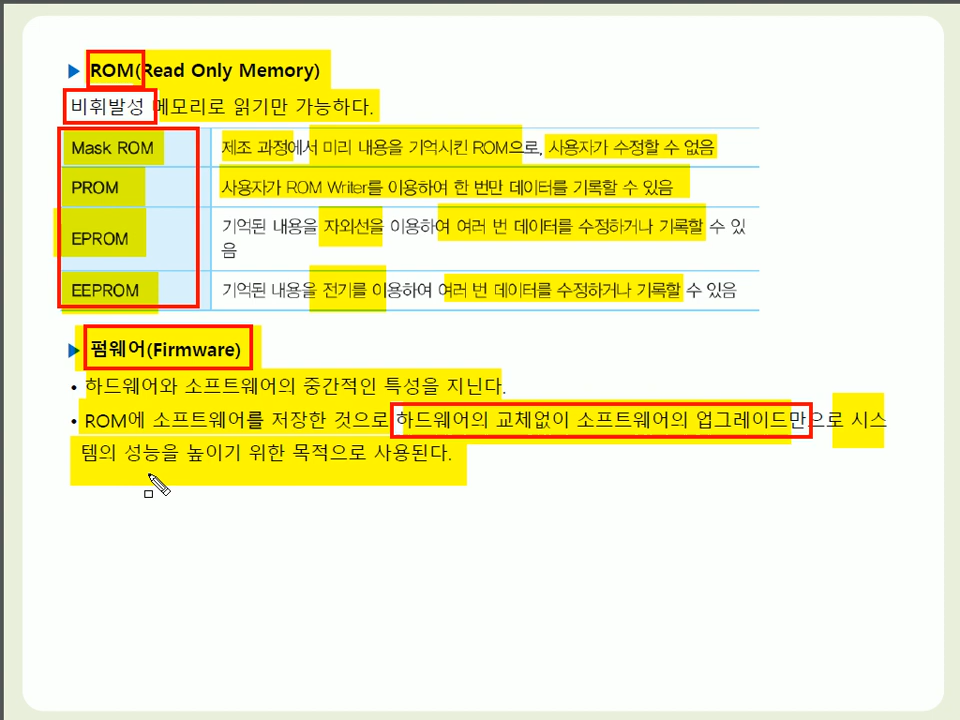 ▶ ROM(Read Only Memory)
비휘발성 메모리로 읽기만 가능하다.
Mask ROM 제조 과정에서 미리 내용을 기억시킨 ROM으로, 사용자가 수정할 수 없음
PROM 사용자가 ROM Writer를 이용하여 한 번만 데이터를 기록할 수 있음
EPROM 기억된 내용을 자외선을 이용하여 여러 번 데이터를 수정하거나 기록할 수 있
음
EEPROM 기억된 내용을 전기를 이용하여 여러 번 데이터를 수정하거나 기록할 수 있음
▶ 펌웨어(Firmware)
• 하드웨어와 소프트웨어의 중간적인 특성을 지닌다.
• ROM에 소프트웨어를 저장한 것으로 하드웨어의 교체없이 소프트웨어의 업그레이드만으로 시스
템의 성능을 높이기 위한 목적으로 사용된다.